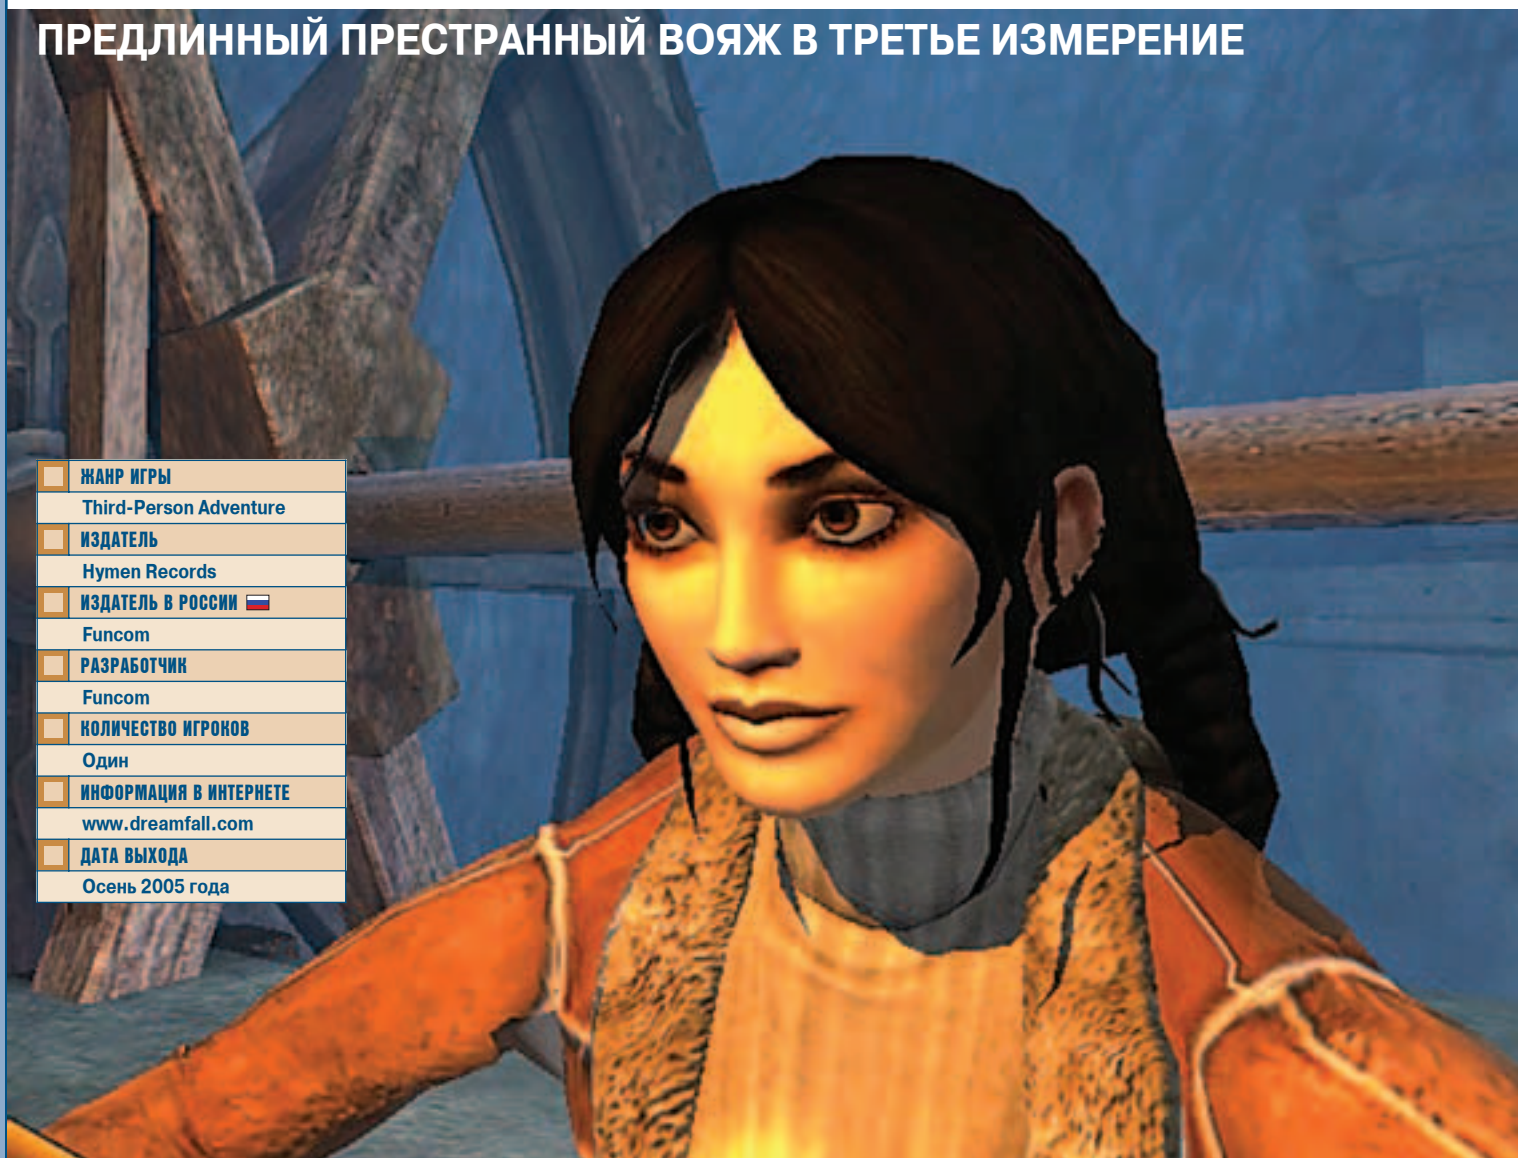 ПРЕДЛИННЫЙ ПРЕСТРАННЫЙ ВОЯЖ В ТРЕТЬЕ ИЗМЕРЕНИЕ
ЖАНР ИГРЫ
Third-Person Adventure
ИЗДАТЕЛЬ
Hymen Records
ИЗДАТЕЛЬ В РОССИИ
Funcom
РАЗРАБОТЧИК
Funcom
КОЛИЧЕСТВО ИГРОКОВ
Один
ИНФОРМАЦИЯ В ИНТЕРНЕТЕ
www.dreamfall.com
ДАТА ВЫХОДА
Осень 2005 года